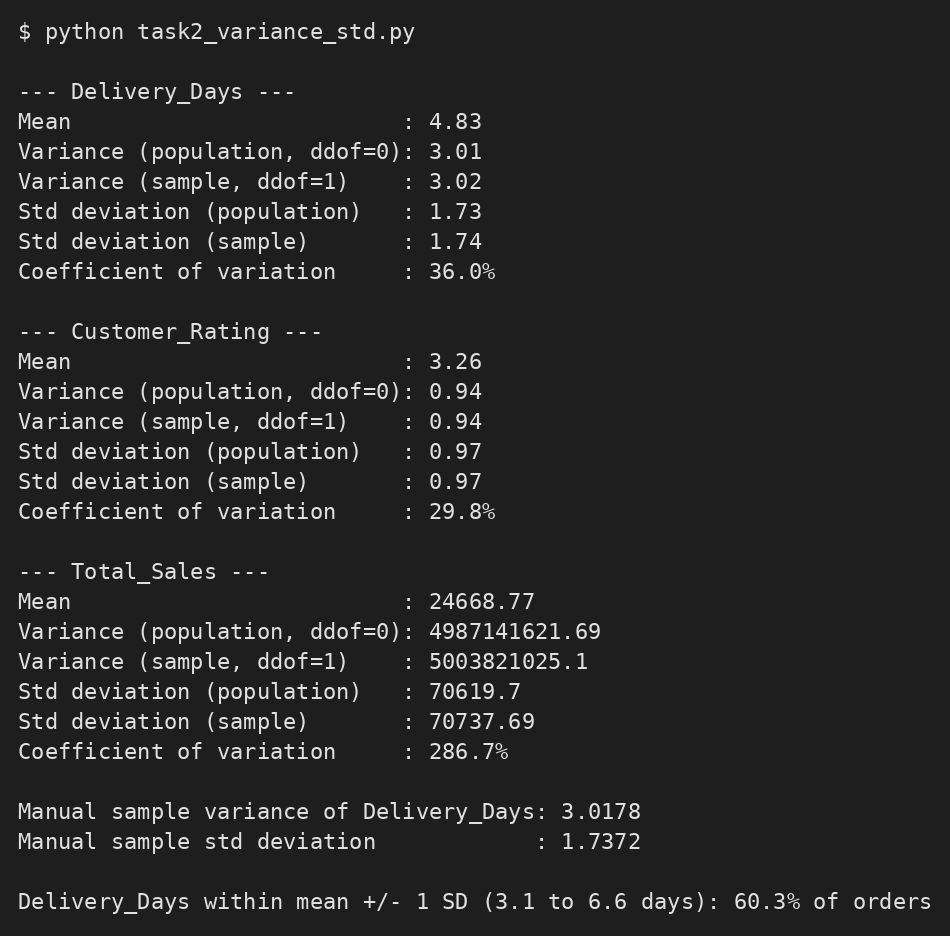 $ python task2_variance_std.py

--- Delivery_Days ---
Mean                         : 4.83
Variance (population, ddof=0): 3.01
Variance (sample, ddof=1)    : 3.02
Std deviation (population)   : 1.73
Std deviation (sample)       : 1.74
Coefficient of variation     : 36.0%

--- Customer_Rating ---
Mean                         : 3.26
Variance (population, ddof=0): 0.94
Variance (sample, ddof=1)    : 0.94
Std deviation (population)   : 0.97
Std deviation (sample)       : 0.97
Coefficient of variation     : 29.8%

--- Total_Sales ---
Mean                         : 24668.77
Variance (population, ddof=0): 4987141621.69
Variance (sample, ddof=1)    : 5003821025.1
Std deviation (population)   : 70619.7
Std deviation (sample)       : 70737.69
Coefficient of variation     : 286.7%

Manual sample variance of Delivery_Days: 3.0178
Manual sample std deviation            : 1.7372

Delivery_Days within mean +/- 1 SD (3.1 to 6.6 days): 60.3% of orders